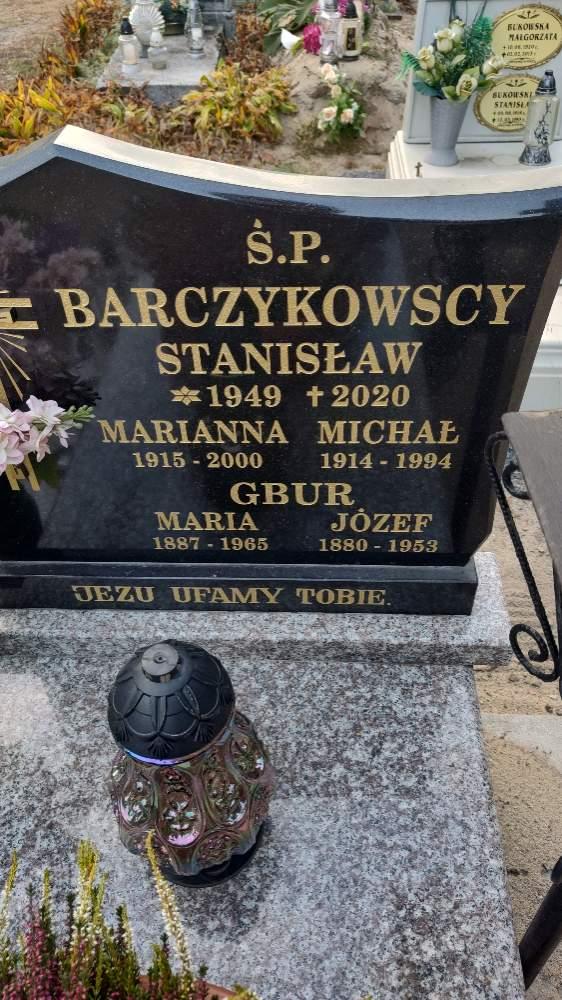 BUKOWSKA
MAŁGORZATA
BUKOWSKI
Ś.P.
BARCZYKOWSCY
STANISŁAW
1949 † 2020
MARIANNA MICHAŁ
1915 - 2000 1914 - 1994
GBUR
MARIA JÓZEF
1887 - 1965 1880 - 1953
JEZU UFAMY TOBIE.